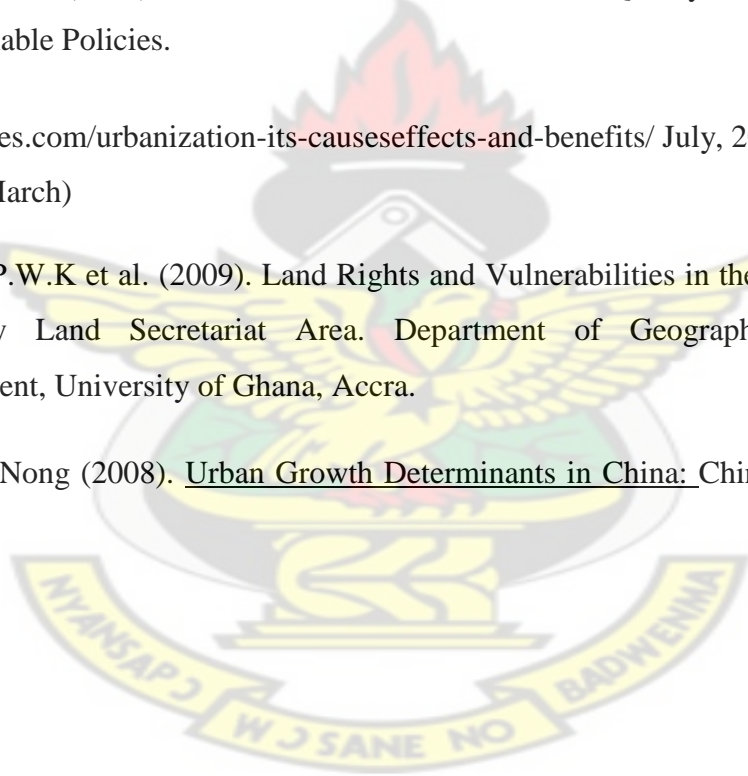 able Policies.
es.com/urbanization-its-causeseffects-and-benefits/ July, 2
March)
P.W.K et al. (2009). Land Rights and Vulnerabilities in the
y Land Secretariat Area. Department of Geograph
ent, University of Ghana, Accra.
Nong (2008). Urban Growth Determinants in China: Chin
NYANSAPƆ WƆSANE NO BADWENMA